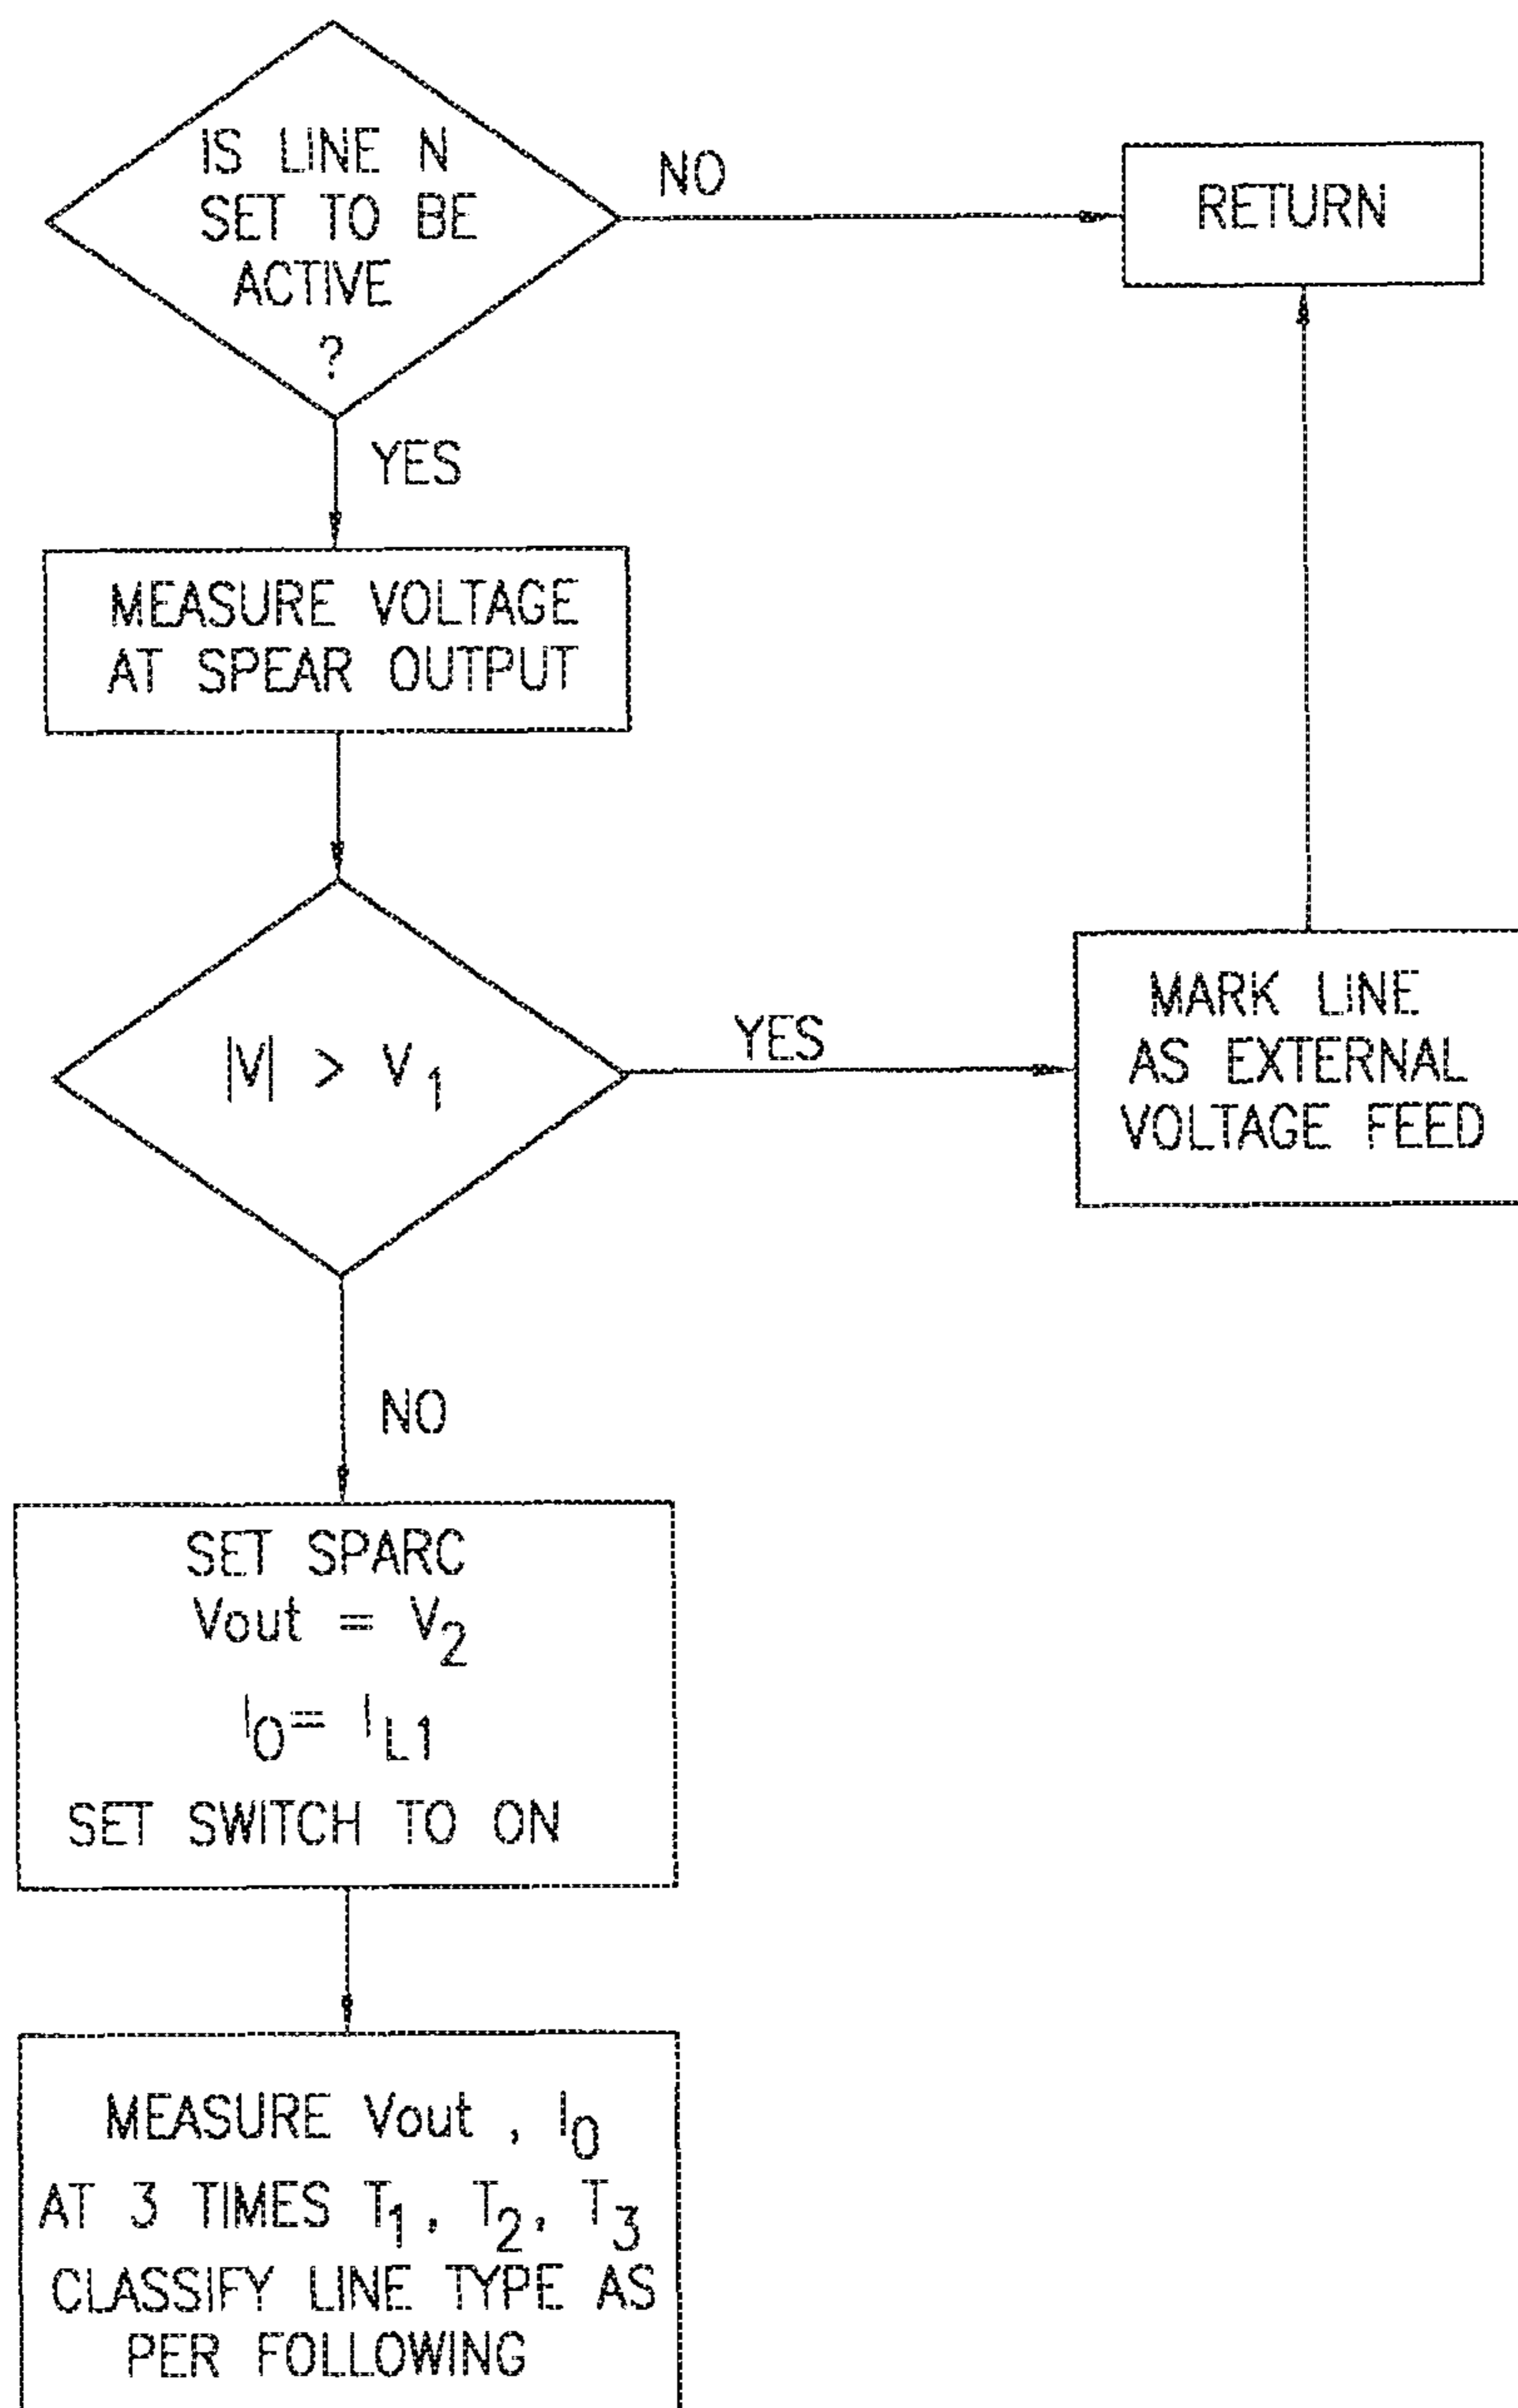 IS LINE N
SET TO BE
ACTIVE
?
NO
RETURN
YES
MEASURE VOLTAGE
AT SPEAR OUTPUT
|V| > V₁
YES
MARK LINE
AS EXTERNAL
VOLTAGE FEED
NO
SET SPARC
Vout = V₂
I₀ = I_L1
SET SWITCH TO ON
MEASURE Vout , I₀
AT 3 TIMES T₁, T₂, T₃
CLASSIFY LINE TYPE AS
PER FOLLOWING